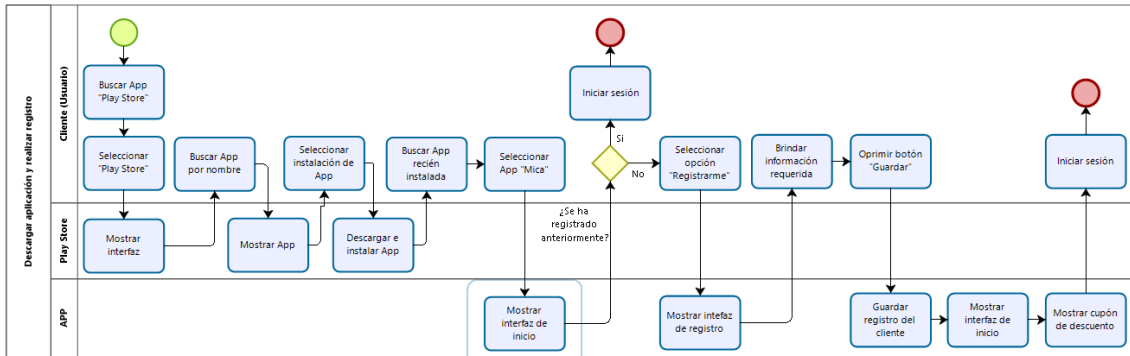 Descargar aplicación y realizar registro
Cliente (Usuario)
Buscar App
"Play Store"
Seleccionar
"Play Store"
Buscar App
por nombre
Seleccionar
instalación de
App
Buscar App
recién
instalada
Seleccionar
App "Mica"
Iniciar sesión
Si
No
¿Se ha
registrado
anteriormente?
Seleccionar
opción
"Registrarme"
Brindar
información
requerida
Oprimir botón
"Guardar"
Iniciar sesión
Play Store
Mostrar
interfaz
Mostrar App
Descargar e
instalar App
APP
Mostrar
interfaz de
inicio
Mostrar intefaz
de registro
Guardar
registro del
cliente
Mostrar
interfaz de
inicio
Mostrar cupón
de descuento